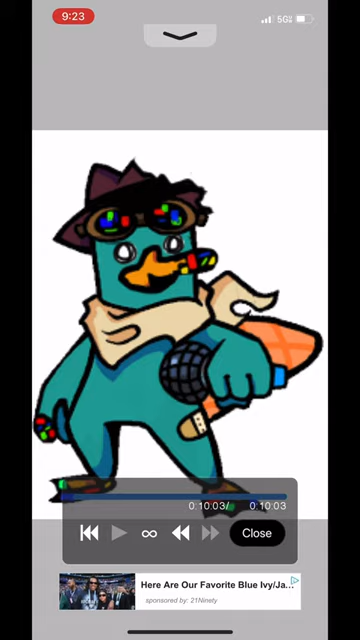 9:23
5G
0:10:03/ 0:10:03
Close
Here Are Our Favorite Blue Ivy/Ja...
sponsored by: 21Ninety